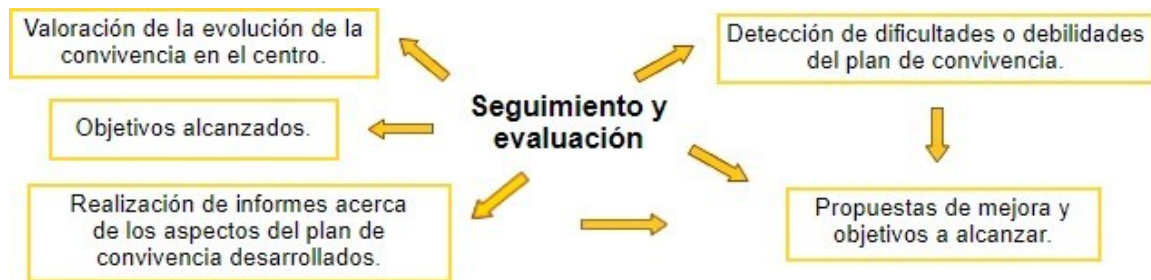 Valoración de la evolución de la
convivencia en el centro.
Detección de dificultades o debilidades
del plan de convivencia.
Seguimiento y
evaluación
Objetivos alcanzados.
Realización de informes acerca
de los aspectos del plan de
convivencia desarrollados.
Propuestas de mejora y
objetivos a alcanzar.